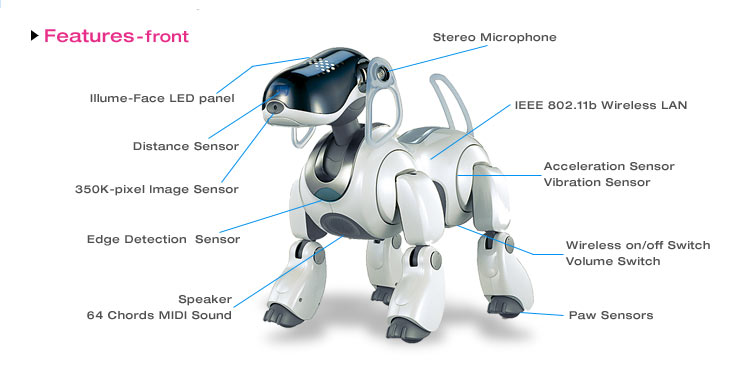 Features-front
Stereo Microphone
Illume-Face LED panel
IEEE 802.11b Wireless LAN
Distance Sensor
Acceleration Sensor
Vibration Sensor
350K-pixel Image Sensor
Edge Detection Sensor
Wireless on/off Switch
Volume Switch
Speaker
64 Chords MIDI Sound
Paw Sensors